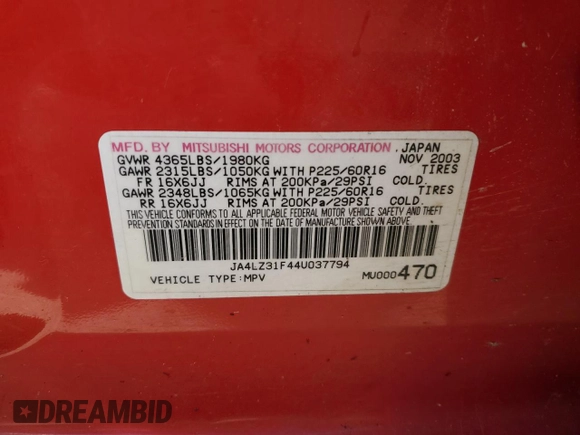 MFD. BY MITSUBISHI MOTORS CORPORATION, JAPAN
GVWR 4365LBS/1980KG NOV 2003
GAWR 2315LBS/1050KG WITH P225/60R16 TIRES
FR 16X6JJ RIMS AT 200KPa/29PSI COLD.
GAWR 2348LBS/1065KG WITH P225/60R16 TIRES
RR 16X6JJ RIMS AT 200KPa/29PSI COLD.
THIS VEHICLE CONFORMS TO ALL APPLICABLE FEDERAL MOTOR VEHICLE SAFETY AND THEFT
PREVENTION STANDARDS IN EFFECT ON THE DATE OF MANUFACTURE SHOWN ABOVE.
JA4LZ31F44U037794
VEHICLE TYPE:MPV MU000470
DREAMBID